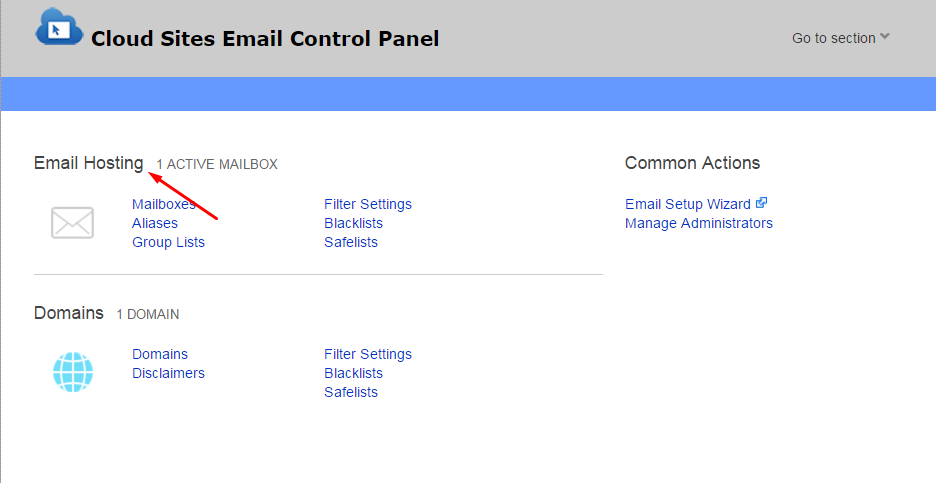 Cloud Sites Email Control Panel
Go to section
Email Hosting 1 ACTIVE MAILBOX
Mailboxes
Aliases
Group Lists
Filter Settings
Blacklists
Safelists
Domains 1 DOMAIN
Domains
Disclaimers
Filter Settings
Blacklists
Safelists
Common Actions
Email Setup Wizard
Manage Administrators